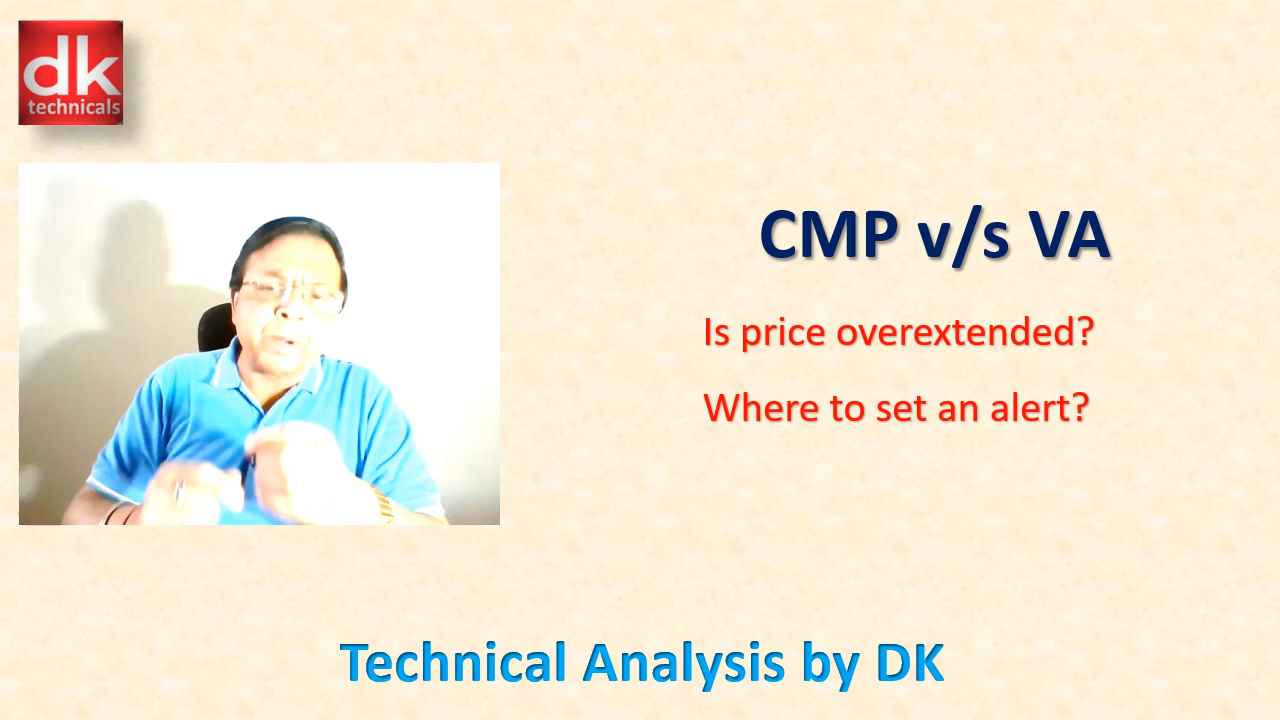 dk
technicals
CMP v/s VA
Is price overextended?
Where to set an alert?
Technical Analysis by DK